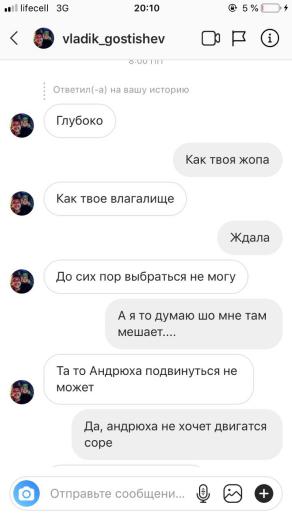 lifecell 3G 20:10 5 %
vladik_gostishev
8:00 ПП
Ответил(-а) на вашу историю
Глубоко
Как твоя жопа
Как твое влагалище
Ждала
До сих пор выбраться не могу
А я то думаю шо мне там
мешает....
Та то Андрюха подвинуться не
может
Да, андрюха не хочет двигатся
соре
Отправьте сообщени...